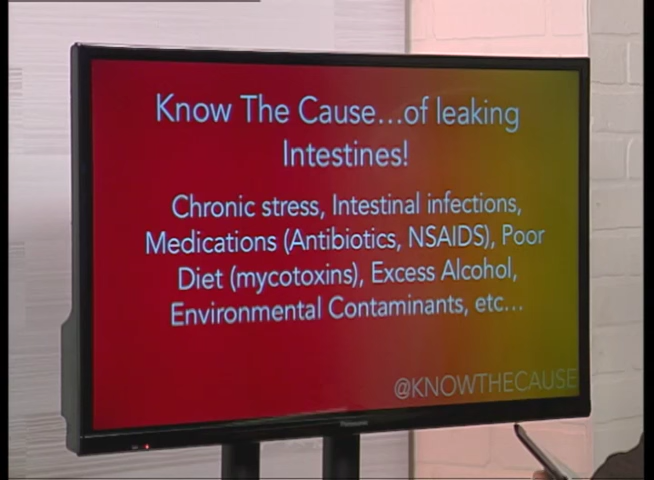 Know The Cause...of leaking
Intestines!
Chronic stress, Intestinal infections,
Medications (Antibiotics, NSAIDS), Poor
Diet (mycotoxins), Excess Alcohol,
Environmental Contaminants, etc...
@KNOWTHECAUSE
Panasonic